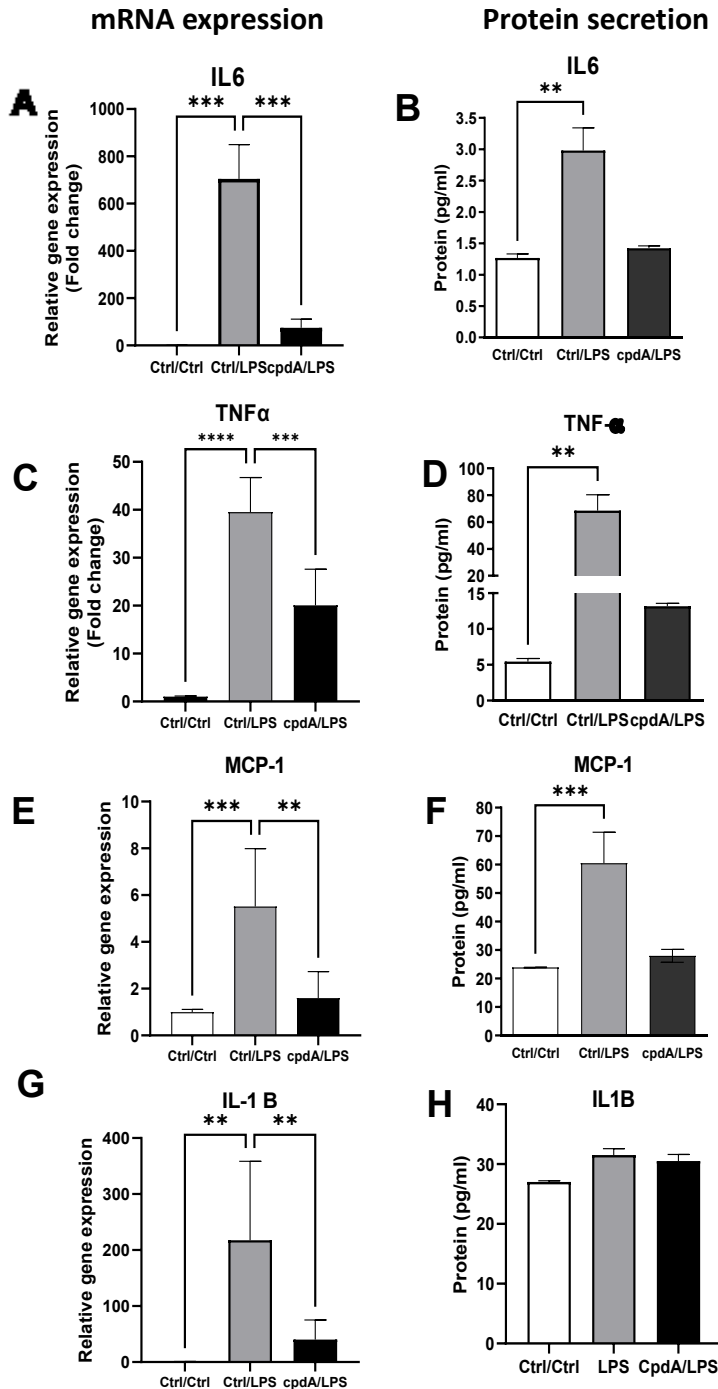 mRNA expression
Protein secretion
A
IL6
*** ***
Relative gene expression
(Fold change)
1000
800
600
400
200
0
Ctrl/Ctrl Ctrl/LPS cpdA/LPS
B
IL6
**
Protein (pg/ml)
3.5
3.0
2.5
2.0
1.5
1.0
0.5
0.0
Ctrl/Ctrl Ctrl/LPS cpdA/LPS
C
TNFα
**** ***
Relative gene expression
(Fold change)
50
40
30
20
10
0
Ctrl/Ctrl Ctrl/LPS cpdA/LPS
D
TNF-α
**
Protein (pg/ml)
100
80
60
40
20
15
10
5
0
Ctrl/Ctrl Ctrl/LPS cpdA/LPS
E
MCP-1
*** **
Relative gene expression
10
8
6
4
2
0
Ctrl/Ctrl Ctrl/LPS cpdA/LPS
F
MCP-1
***
Protein (pg/ml)
80
70
60
50
40
30
20
10
0
Ctrl/Ctrl Ctrl/LPS cpdA/LPS
G
IL-1 B
** **
Relative gene expression
400
300
200
100
0
Ctrl/Ctrl Ctrl/LPS cpdA/LPS
H
IL1B
Protein (pg/ml)
40
30
20
10
0
Ctrl/Ctrl LPS CpdA/LPS